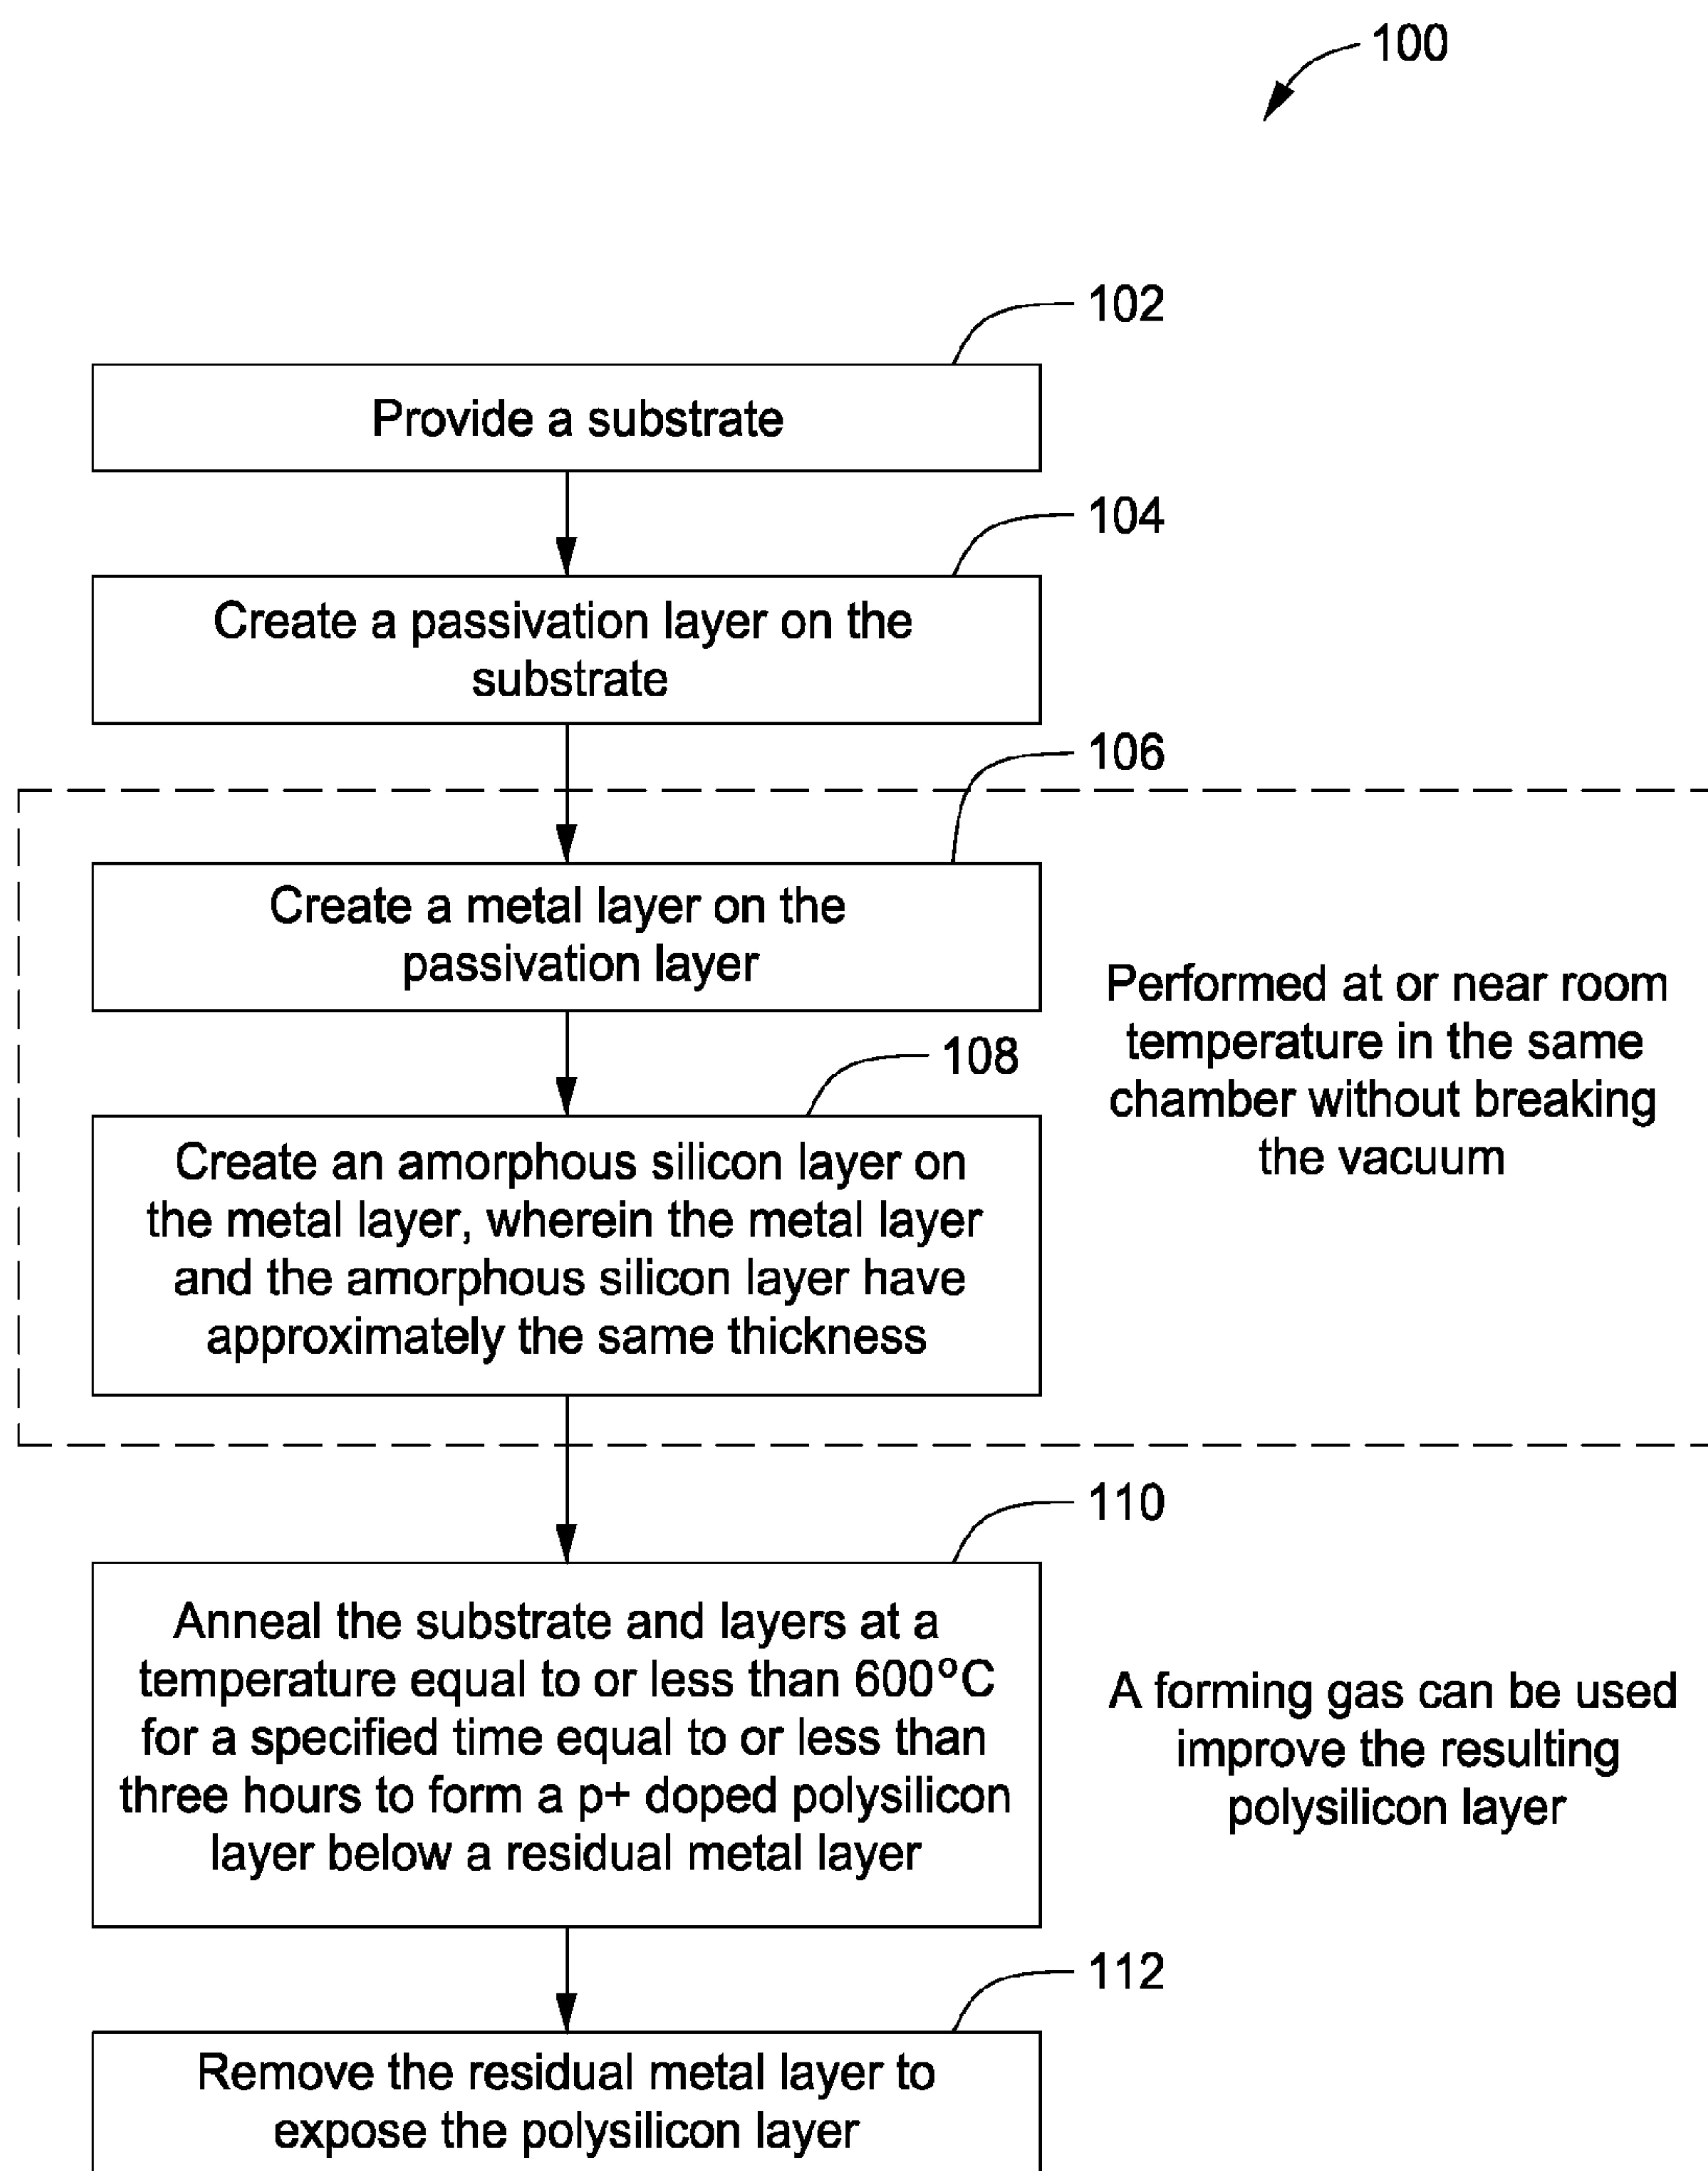 100
102
Provide a substrate
104
Create a passivation layer on the
substrate
106
Create a metal layer on the
passivation layer
Performed at or near room
temperature in the same
chamber without breaking
the vacuum
108
Create an amorphous silicon layer on
the metal layer, wherein the metal layer
and the amorphous silicon layer have
approximately the same thickness
110
Anneal the substrate and layers at a
temperature equal to or less than 600°C
for a specified time equal to or less than
three hours to form a p+ doped polysilicon
layer below a residual metal layer
A forming gas can be used
improve the resulting
polysilicon layer
112
Remove the residual metal layer to
expose the polysilicon layer